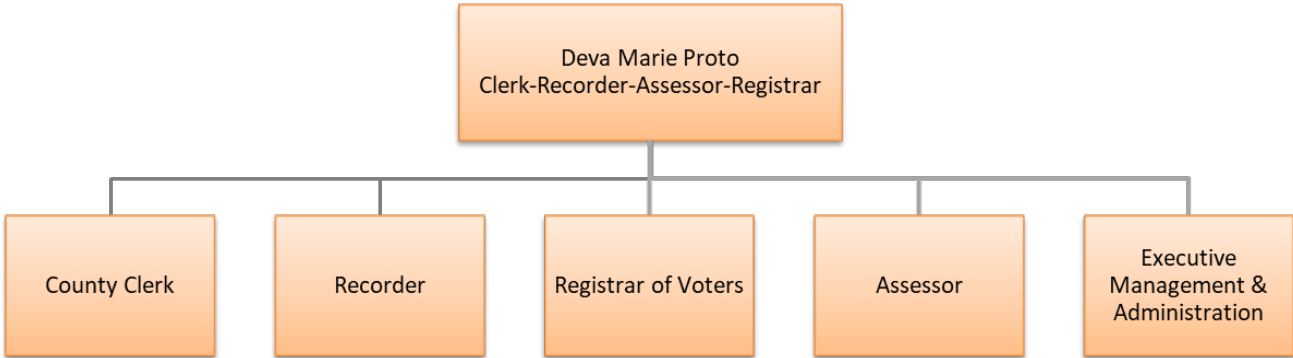 Deva Marie Proto
Clerk-Recorder-Assessor-Registrar
County Clerk
Recorder
Registrar of Voters
Assessor
Executive
Management &
Administration